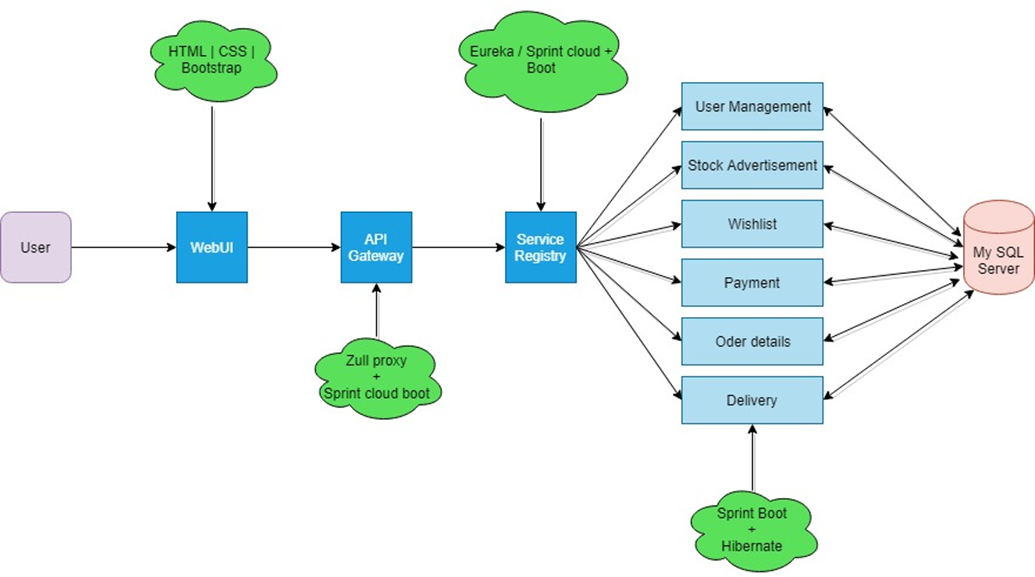 HTML | CSS |
Bootstrap
Eureka / Sprint cloud +
Boot
User Management
Stock Advertisement
Wishlist
User
WebUI
API
Gateway
Service
Registry
My SQL
Server
Payment
Oder details
Delivery
Zull proxy
+
Sprint cloud boot
Sprint Boot
+
Hibernate